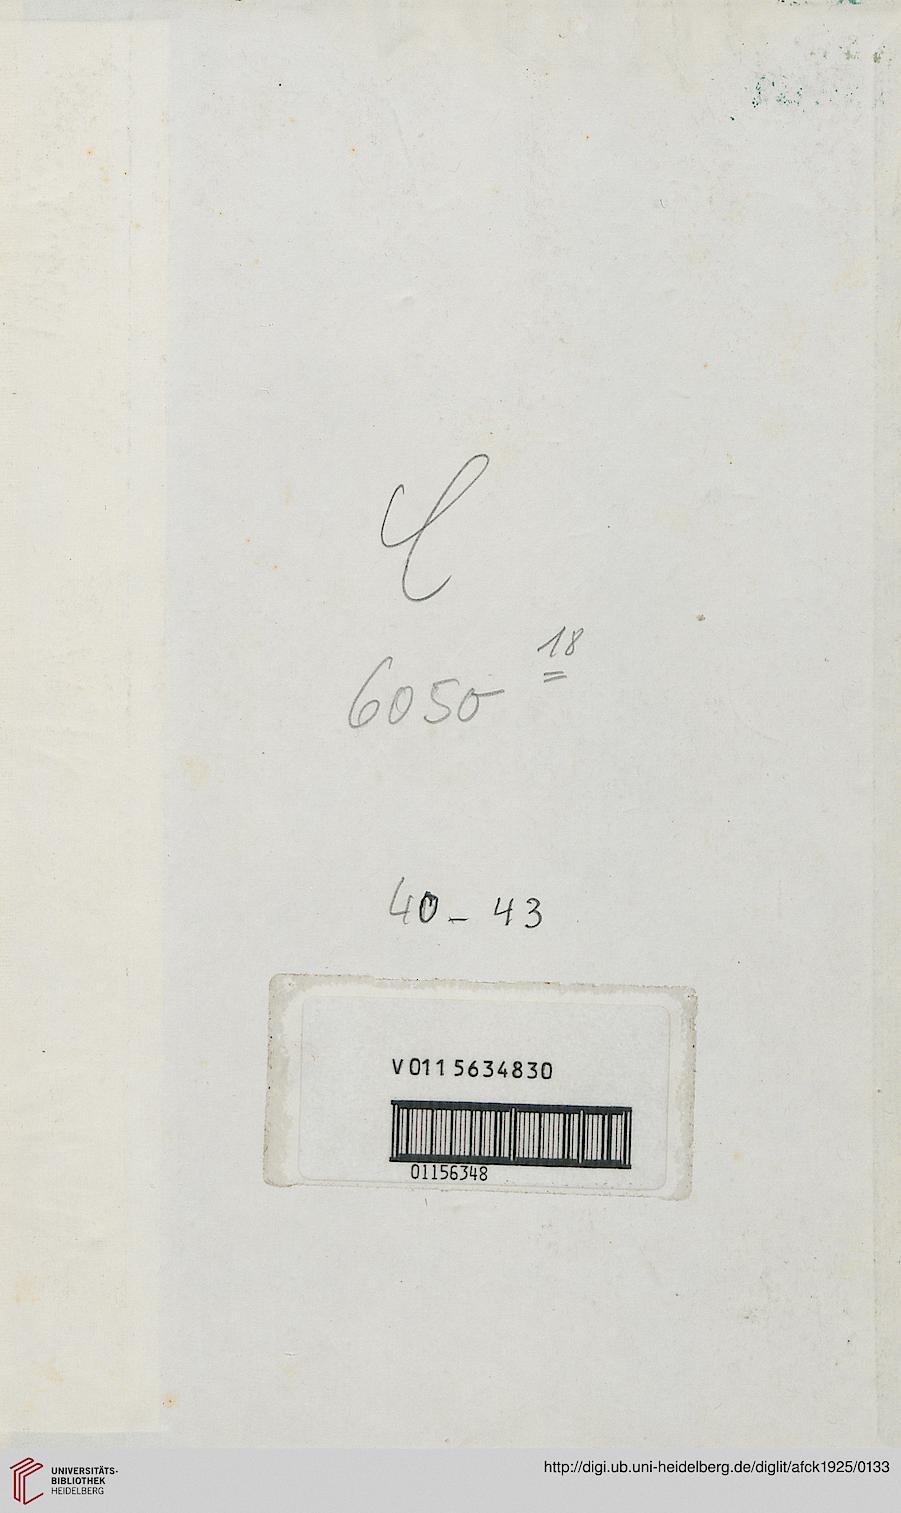 18
6050
40 - 43
V0115634830
01156348
UNIVERSITÄTS-
BIBLIOTHEK
HEIDELBERG
http://digi.ub.uni-heidelberg.de/diglit/afck1925/0133